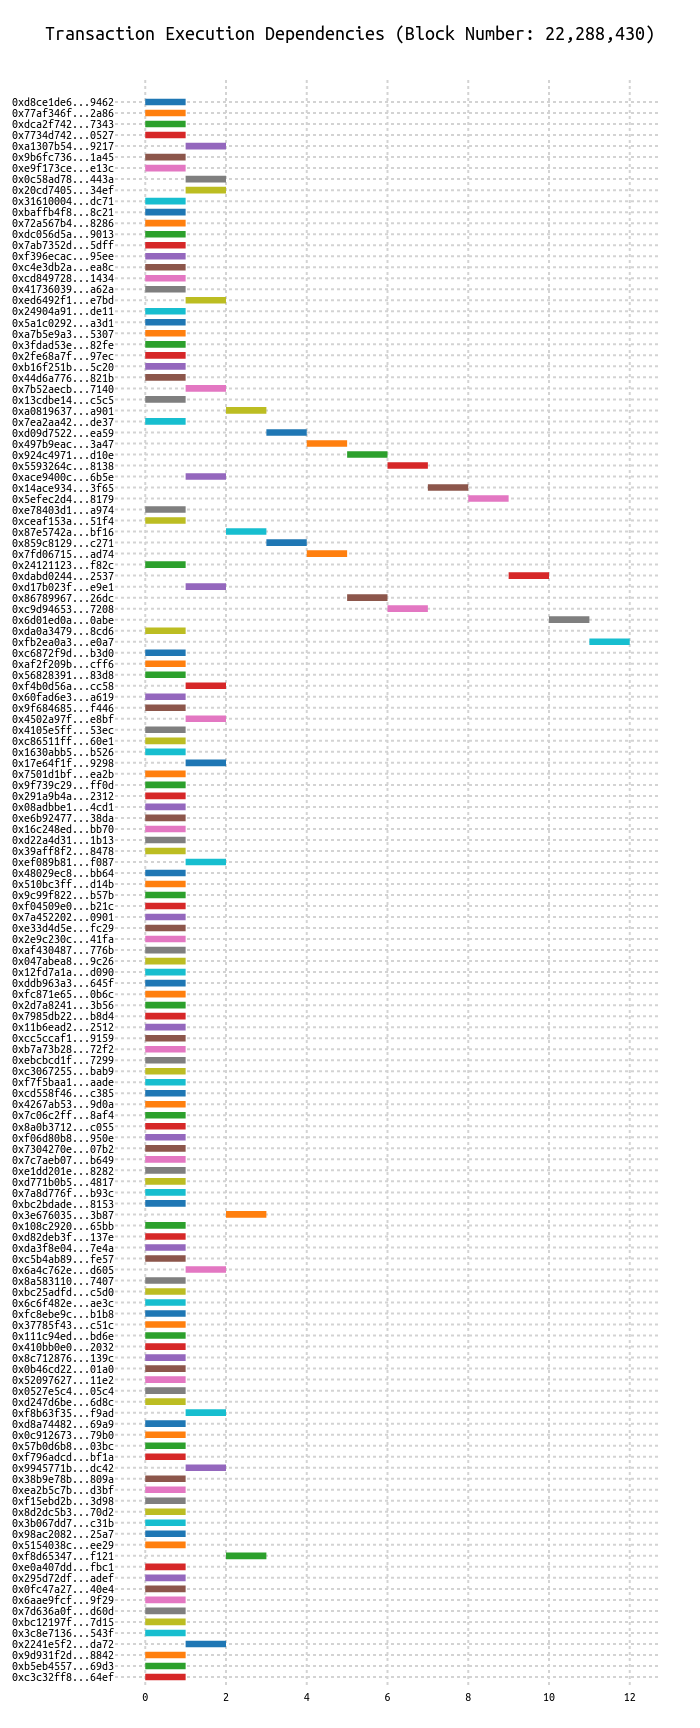 Transaction Execution Dependencies (Block Number: 22,288,430)
0xd8ce1de6...9462
0x77af346f...2a86
0xdca2f742...7343
0x7734d742...0527
0xa1307b54...9217
0x9b6fc736...1a45
0xe9f173ce...e13c
0x0c58ad78...443a
0x20cd7405...34ef
0x31610004...dc71
0xbaffb4f8...8c21
0x72a567b4...8286
0xdc056d5a...9013
0x7ab7352d...5dff
0xf396ecac...95ee
0xc4e3db2a...ea8c
0xcd849728...1434
0x41736039...a62a
0xed6492f1...e7bd
0x24904a91...de11
0x5a1c0292...a3d1
0xa7b5e9a3...5307
0x3fdad53e...82fe
0x2fe68a7f...97ec
0xb16f251b...5c20
0x44d6a776...821b
0x7b52aecb...7140
0x13cdbe14...c5c5
0xa0819637...a901
0x7ea2aa42...de37
0xd09d7522...ea59
0x497b9eac...3a47
0x924c4971...d10e
0x5593264c...8138
0xace9400c...6b5e
0x14ace934...3f65
0x5efec2d4...8179
0xe78403d1...a974
0xceaf153a...51f4
0x87e5742a...bf16
0x859c8129...c271
0x7fd06715...ad74
0x24121123...f82c
0xdabd0244...2537
0xd17b023f...e9e1
0x86789967...26dc
0xc9d94653...7208
0x6d01ed0a...0abe
0xda0a3479...8cd6
0xfb2ea0a3...e0a7
0xc6872f9d...b3d0
0xaf2f209b...cff6
0x56828391...83d8
0xf4b0d56a...cc58
0x60fad6e3...a619
0x9f684685...f446
0x4502a97f...e8bf
0x4105e5ff...53ec
0xc86511ff...60e1
0x1630abb5...b526
0x17e64f1f...9298
0x7501d1bf...ea2b
0x9f739c29...ff0d
0x291a9b4a...2312
0x08adbbe1...4cd1
0xe6b92477...38da
0x16c248ed...bb70
0xd22a4d31...1b13
0x39aff8f2...8478
0xef089b81...f087
0x48029ec8...bb64
0x510bc3ff...d14b
0x9c99f822...b57b
0xf04509e0...b21c
0x7a452202...0901
0xe33d4d5e...fc29
0x2e9c230c...41fa
0xaf430487...776b
0x047abea8...9c26
0x12fd7a1a...d090
0xddb963a3...645f
0xfc871e65...0b6c
0x2d7a8241...3b56
0x7985db22...b8d4
0x11b6ead2...2512
0xcc5ccaf1...9159
0xb7a73b28...72f2
0xebcbcd1f...7299
0xc3067255...bab9
0xf7f5baa1...aade
0xcd558f46...c385
0x4267ab53...9d0a
0x7c06c2ff...8af4
0x8a0b3712...c055
0xf06d80b8...950e
0x7304270e...07b2
0x7c7aeb07...b649
0xe1dd201e...8282
0xd771b0b5...4817
0x7a8d776f...b93c
0xbc2bdade...8153
0x3e676035...3b87
0x108c2920...65bb
0xd82deb3f...137e
0xda3f8e04...7e4a
0xc5b4ab89...fe57
0x6a4c762e...d605
0x8a583110...7407
0xbc25adfd...c5d0
0x6c6f482e...ae3c
0xfc8ebe9c...b1b8
0x37785f43...c51c
0x111c94ed...bd6e
0x410bb0e0...2032
0x8c712876...139c
0x0b46cd22...01a0
0x52097627...11e2
0x0527e5c4...05c4
0xd247d6be...6d8c
0xf8b63f35...f9ad
0xd8a74482...69a9
0x0c912673...79b0
0x57b0d6b8...03bc
0xf796adcd...bf1a
0x9945771b...dc42
0x38b9e78b...809a
0xea2b5c7b...d3bf
0xf15ebd2b...3d98
0x8d2dc5b3...70d2
0x3b067dd7...c31b
0x98ac2082...25a7
0x5154038c...ee29
0xf8d65347...f121
0xe0a407dd...fbc1
0x295d72df...adef
0x0fc47a27...40e4
0x6aae9fcf...9f29
0x7d636a0f...d60d
0xbc12197f...7d15
0x3c8e7136...543f
0x2241e5f2...da72
0x9d931f2d...8842
0xb5eb4557...69d3
0xc3c32ff8...64ef
0 2 4 6 8 10 12